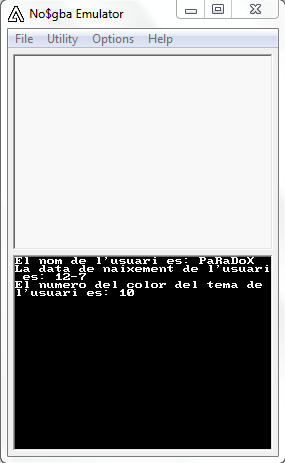 No$gba Emulator
File Utility Options Help
El nom de l'usuari es: PaRaDoX
La data de naixement de l'usuari
es: 12-7
El numero del color del tema de
l'usuari es: 10